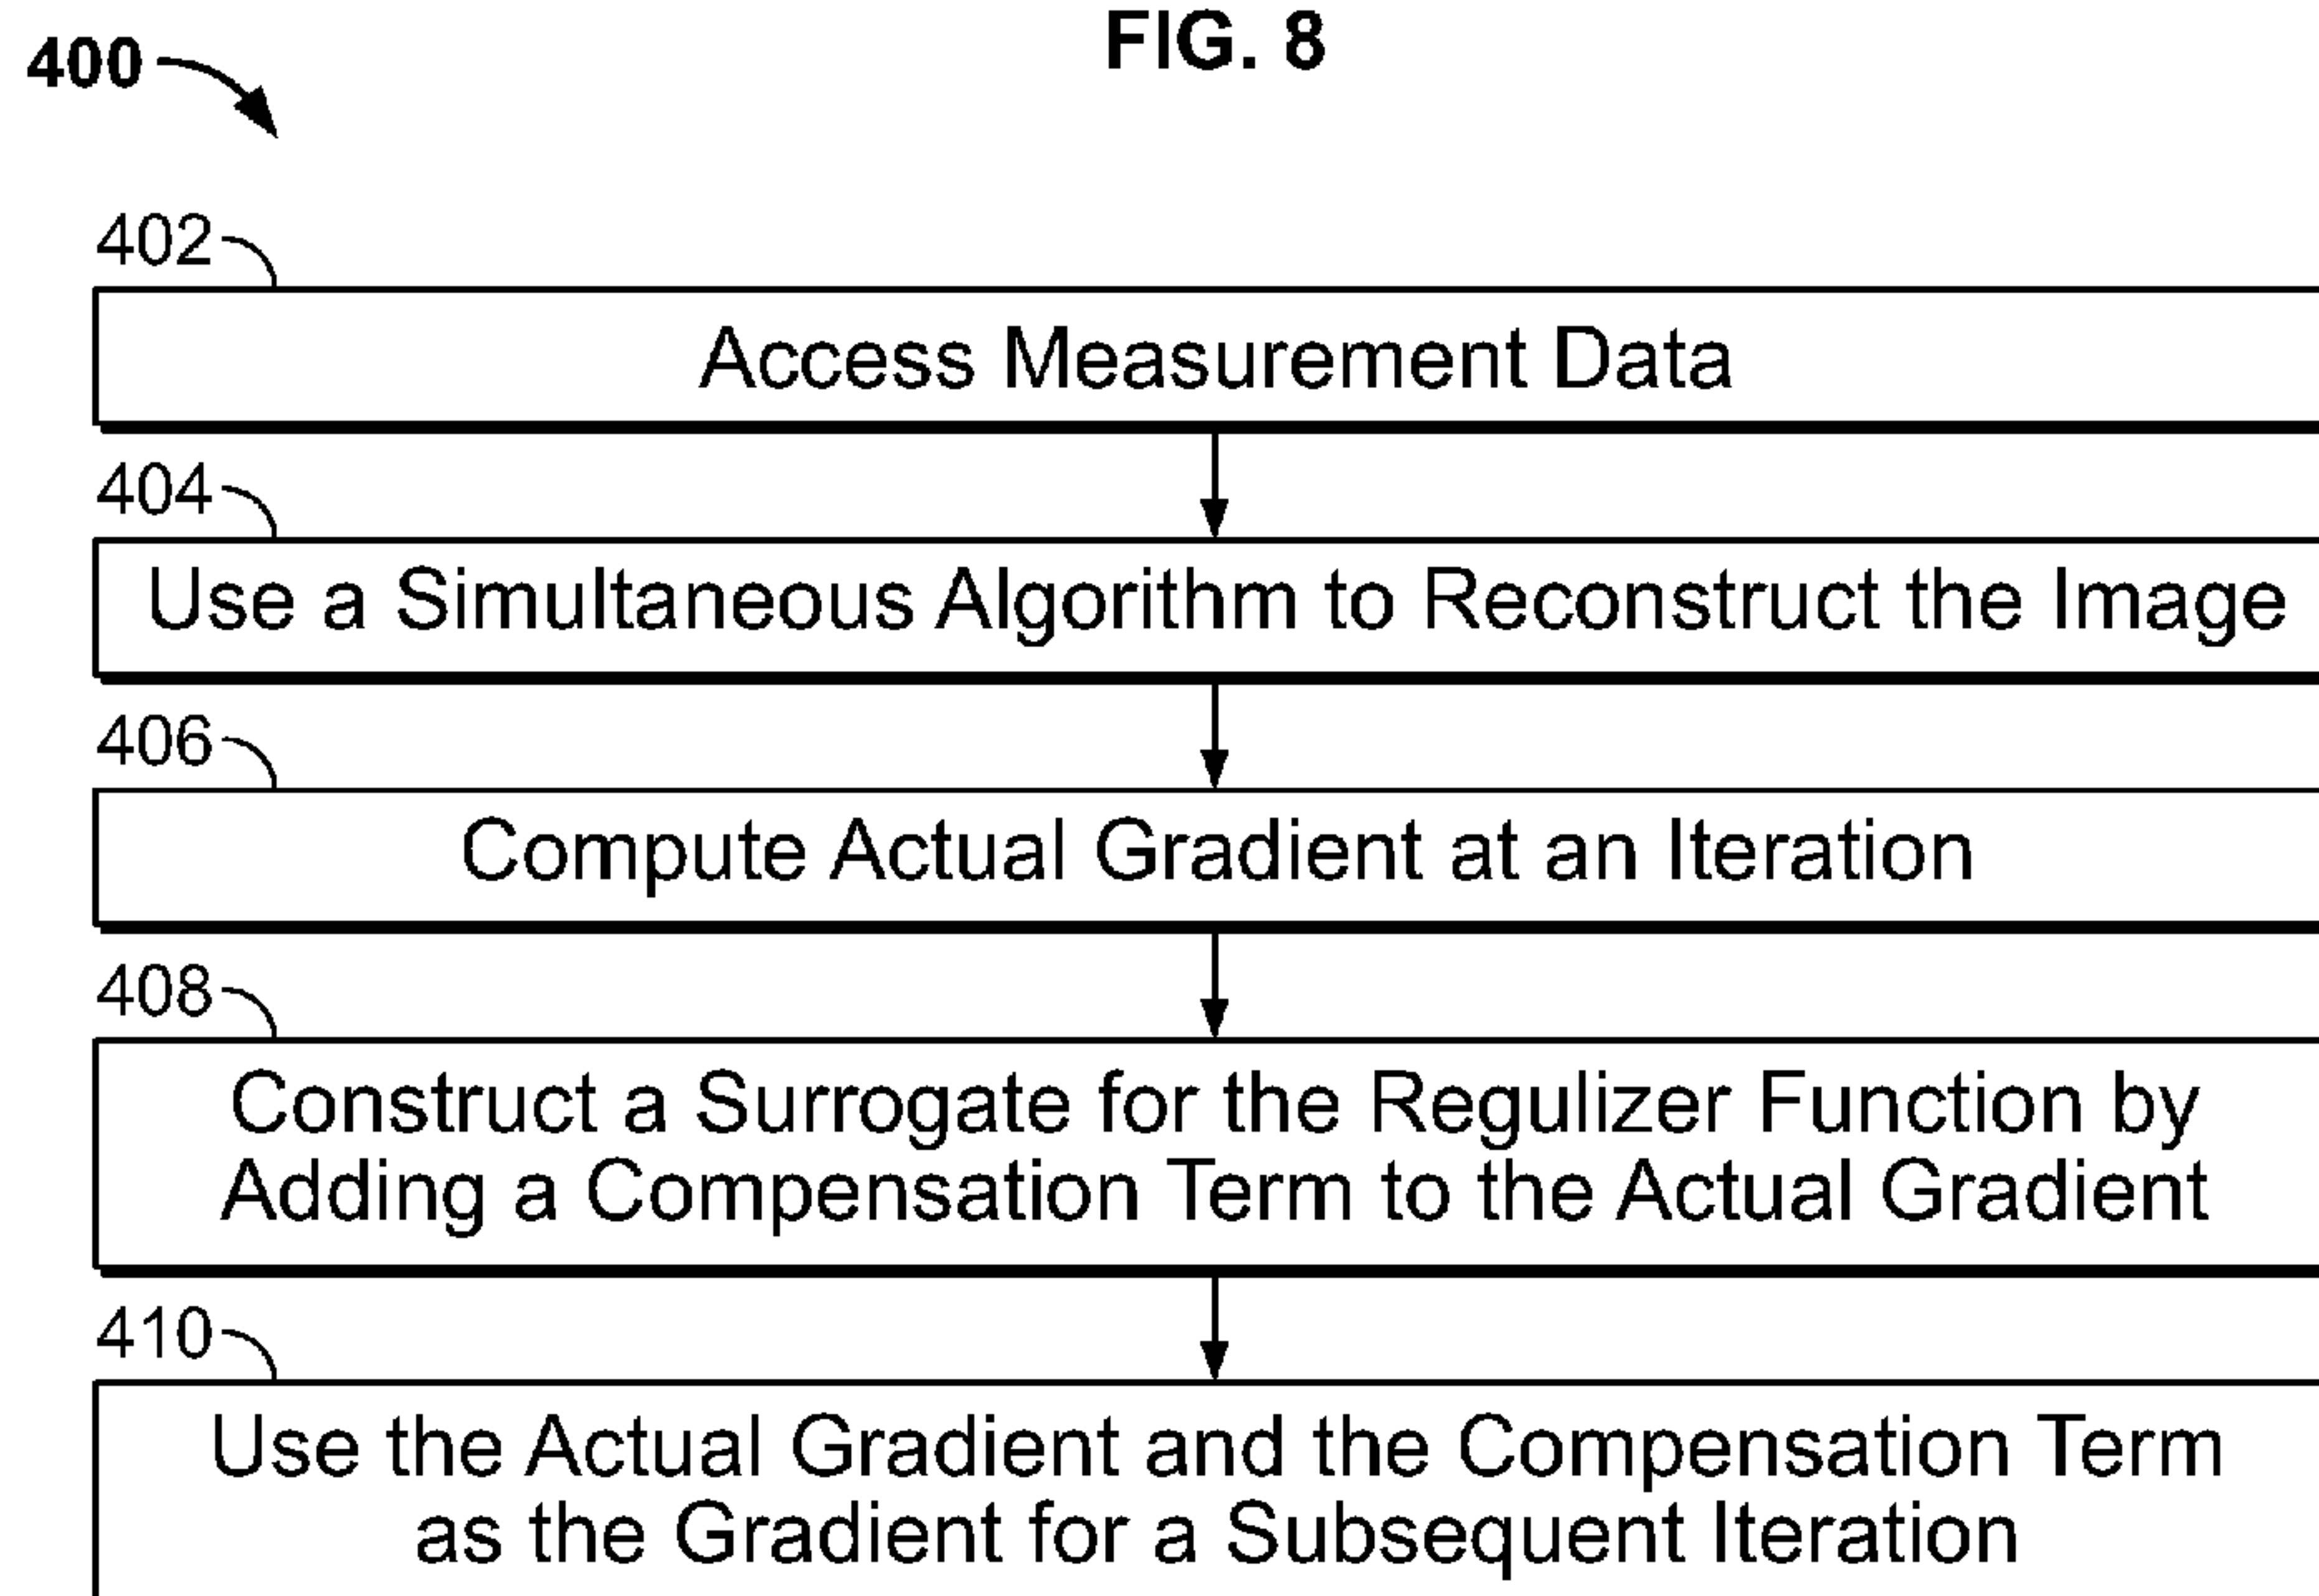 FIG. 8
400
402
Access Measurement Data
404
Use a Simultaneous Algorithm to Reconstruct the Image
406
Compute Actual Gradient at an Iteration
408
Construct a Surrogate for the Regulizer Function by
Adding a Compensation Term to the Actual Gradient
410
Use the Actual Gradient and the Compensation Term
as the Gradient for a Subsequent Iteration